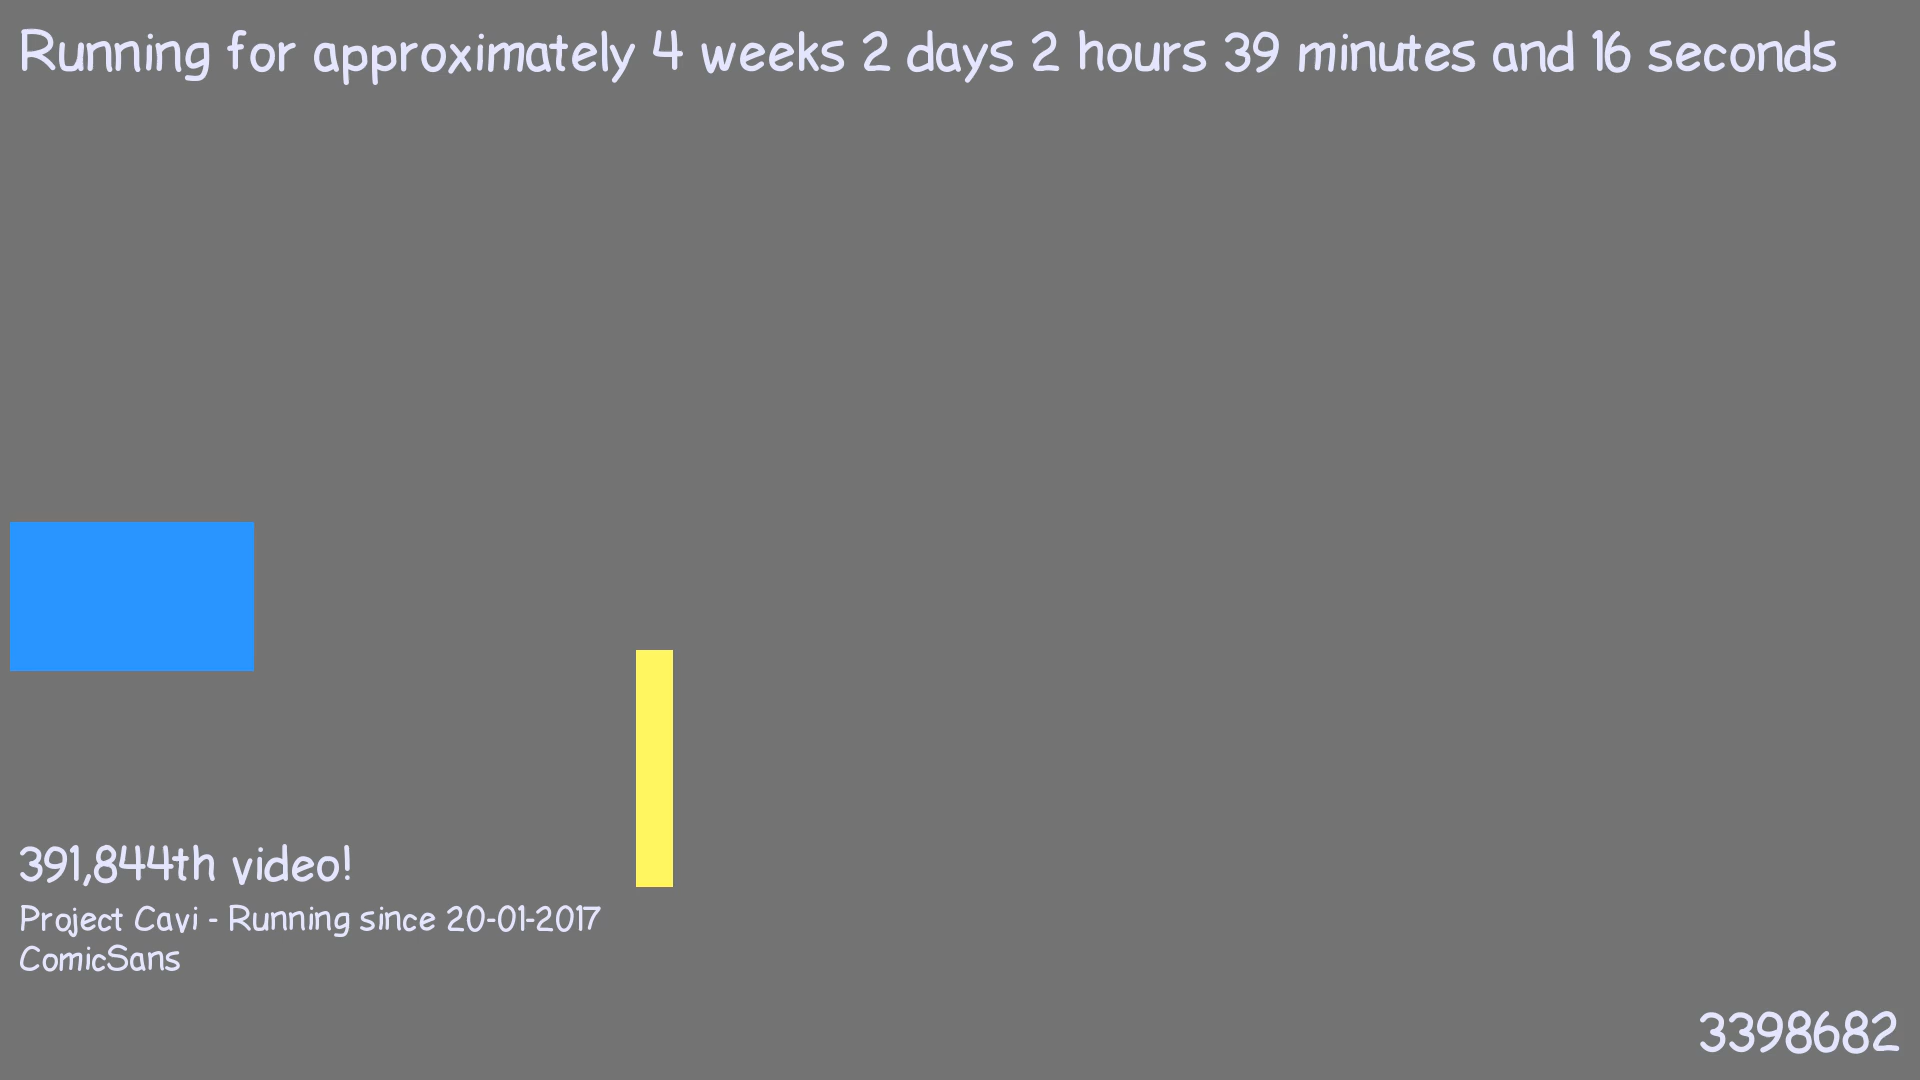 Running for approximately 4 weeks 2 days 2 hours 39 minutes and 16 seconds
391,844th video!
Project Cavi - Running since 20-01-2017
ComicSans
3398682